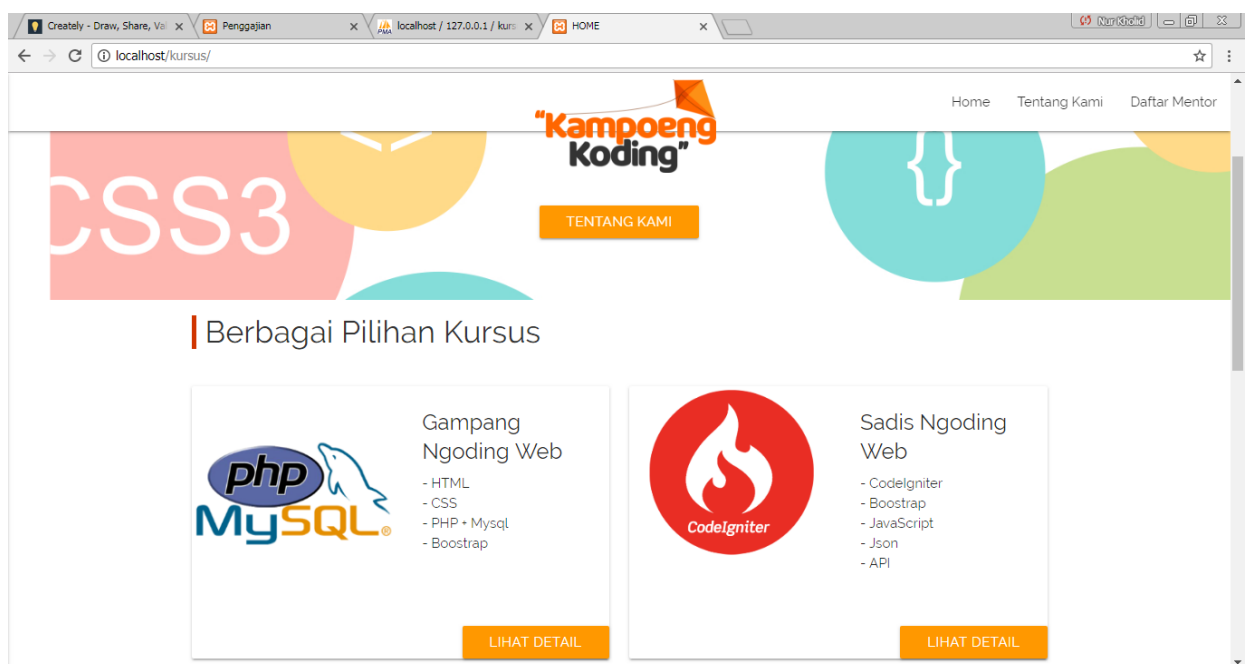 Creately - Draw, Share, Val
Penggajian
localhost / 127.0.0.1 / kurs
HOME
Nur Kholid
localhost/kursus/
"Kampoeng
Koding"
Home
Tentang Kami
Daftar Mentor
CSS3
{}
TENTANG KAMI
Berbagai Pilihan Kursus
php
MySQL®
Gampang
Ngoding Web
- HTML
- CSS
- PHP + Mysql
- Boostrap
LIHAT DETAIL
CodeIgniter
Sadis Ngoding
Web
- CodeIgniter
- Boostrap
- JavaScript
- Json
- API
LIHAT DETAIL